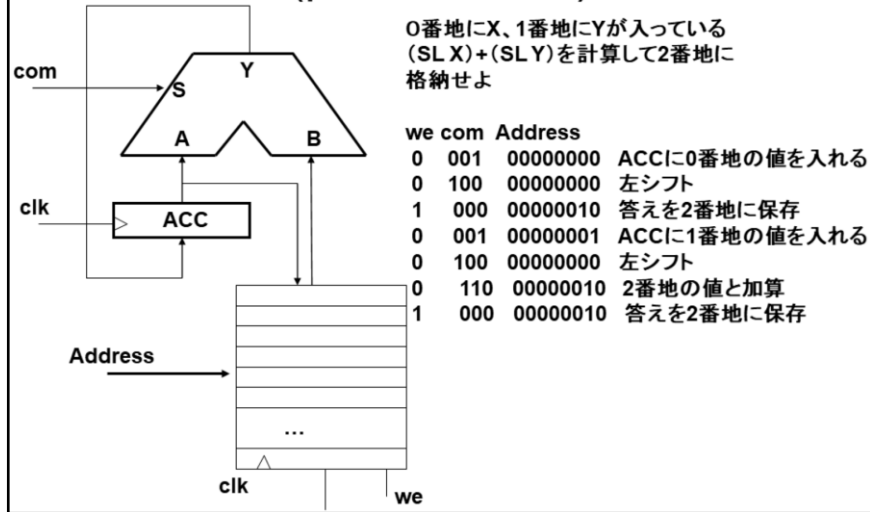 0番地にX、1番地にYが入っている
(SL X)+(SL Y)を計算して2番地に
格納せよ
com
S
Y
A
B
clk
ACC
Address
...
clk
we
we com Address
0 001 00000000 ACCに0番地の値を入れる
0 100 00000000 左シフト
1 000 00000010 答えを2番地に保存
0 001 00000001 ACCに1番地の値を入れる
0 100 00000000 左シフト
0 110 00000010 2番地の値と加算
1 000 00000010 答えを2番地に保存